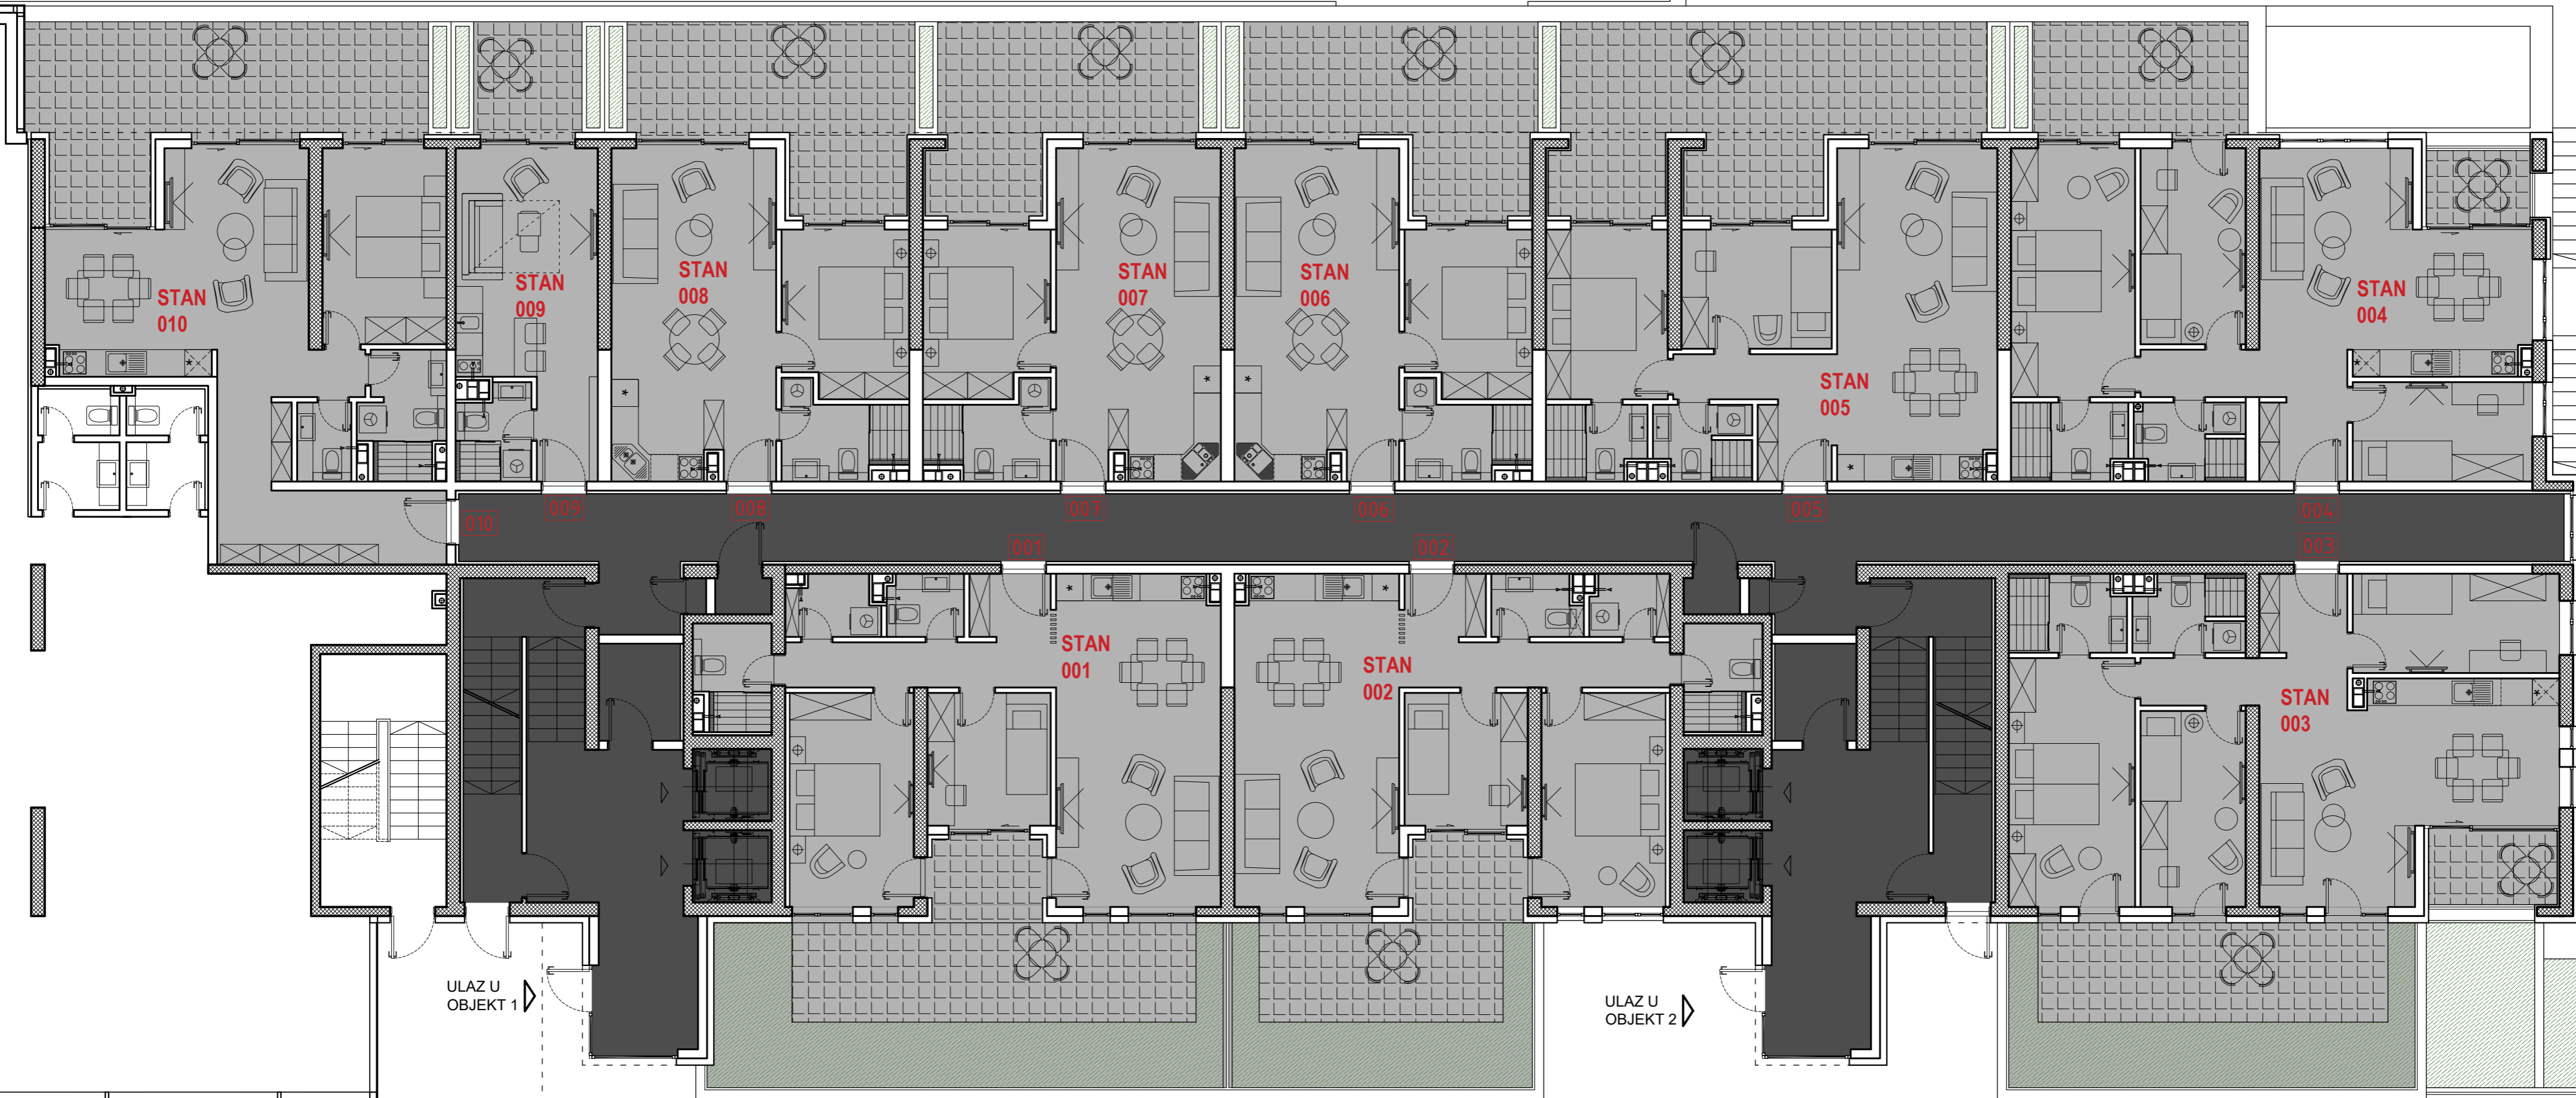 STAN
010
STAN
009
STAN
008
STAN
007
STAN
006
STAN
005
STAN
004
010
009
008
007
006
005
004
001
002
003
STAN
001
STAN
002
STAN
003
ULAZ U
OBJEKT 1
ULAZ U
OBJEKT 2